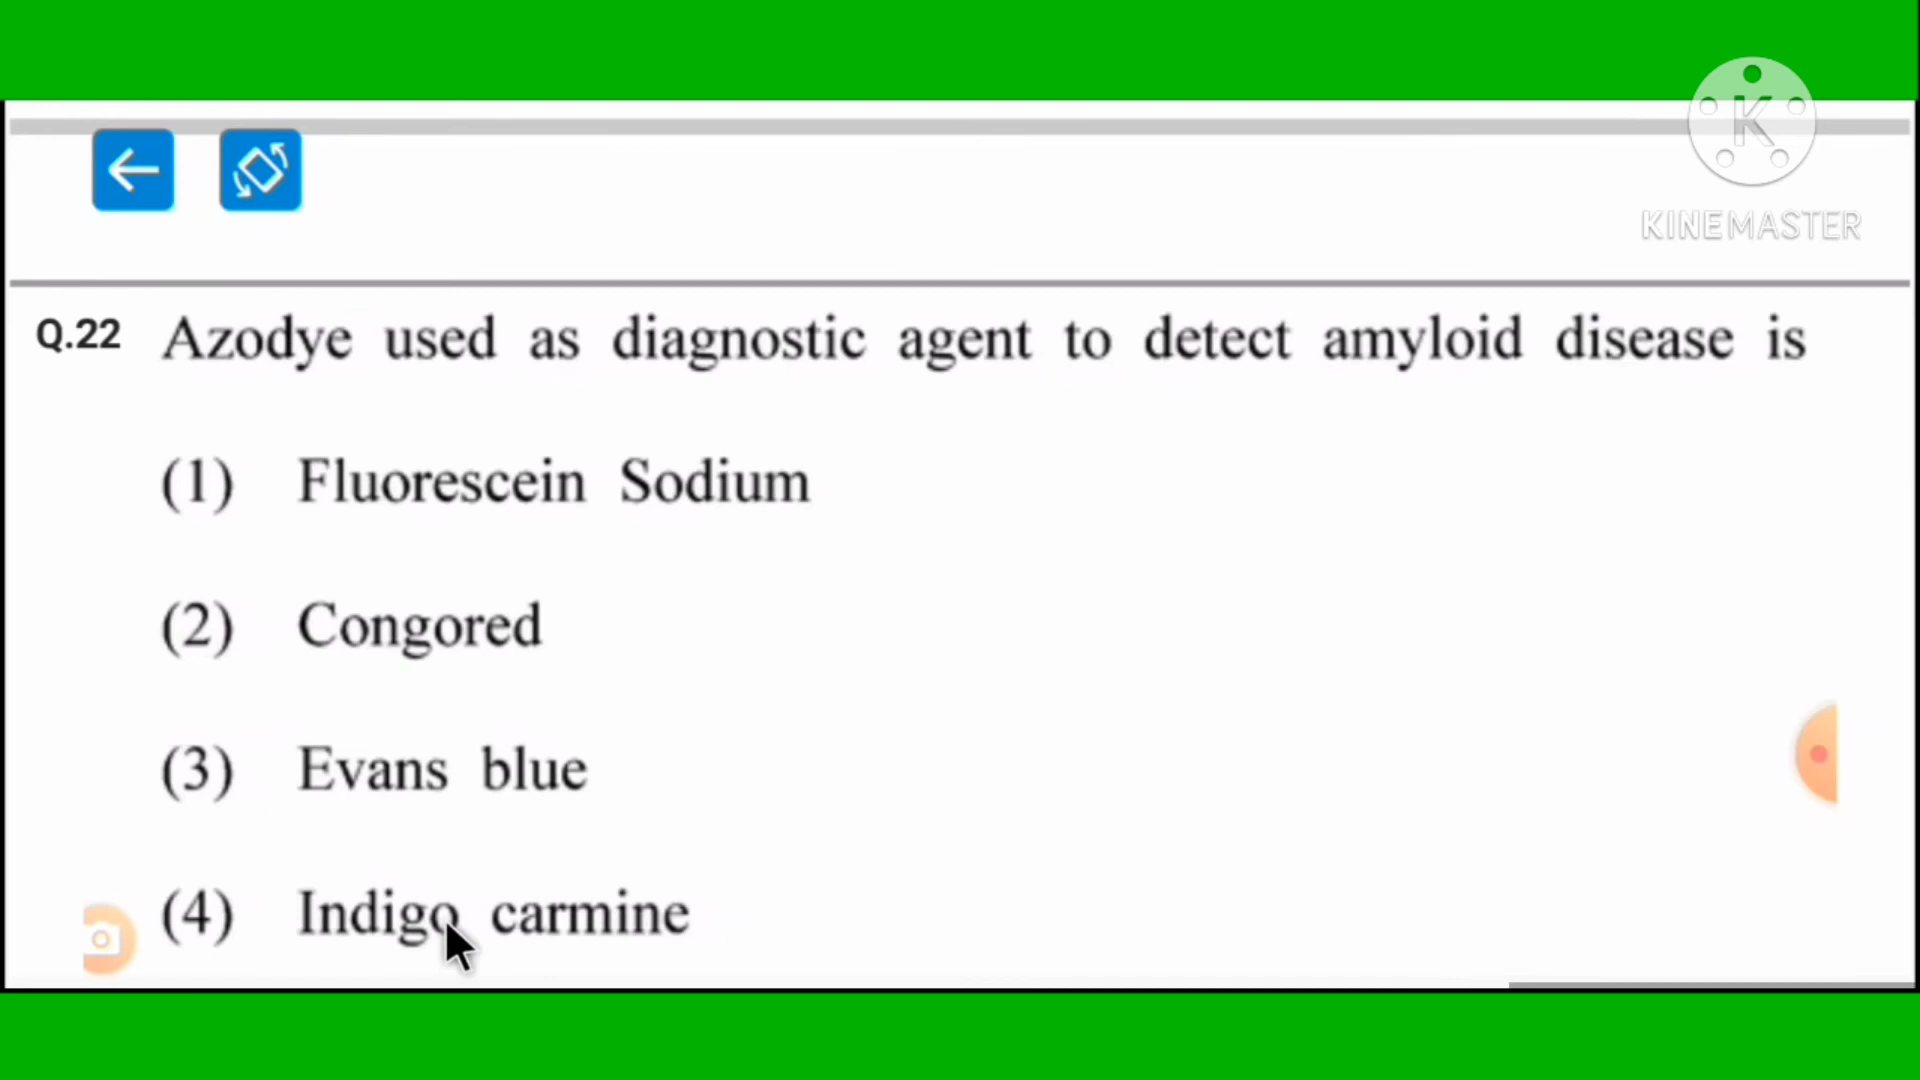 K
KINEMASTER
Q.22 Azodye used as diagnostic agent to detect amyloid disease is
(1) Fluorescein Sodium
(2) Congored
(3) Evans blue
(4) Indigo carmine